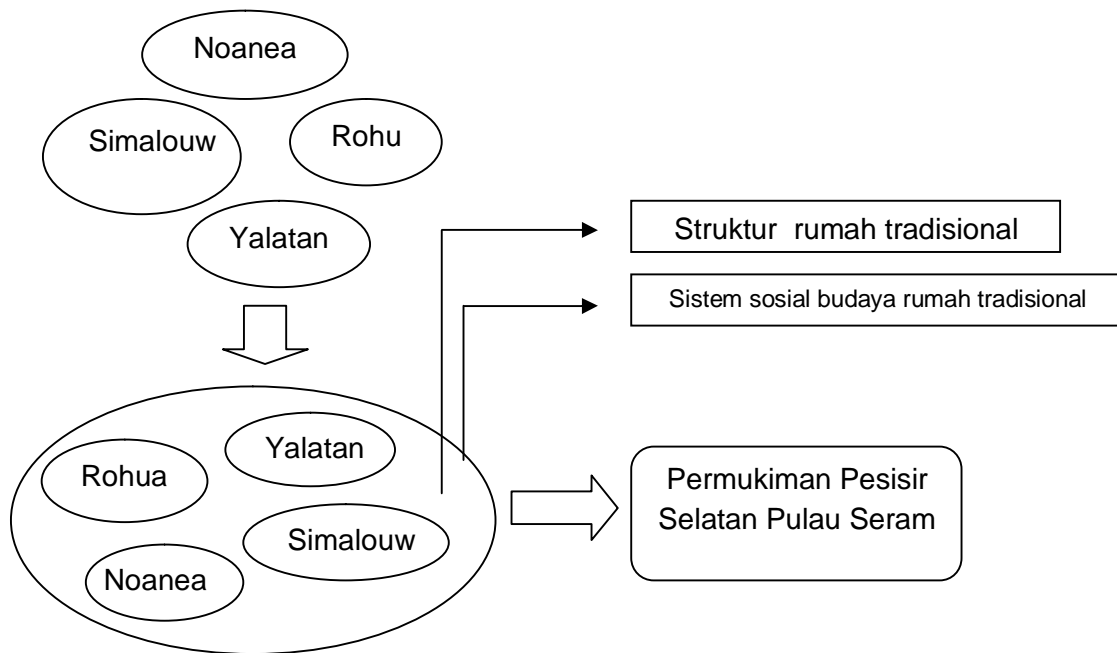 Noanea
Simalouw
Rohu
Yalatan
Struktur rumah tradisional
Sistem sosial budaya rumah tradisional
Yalatan
Rohua
Simalouw
Noanea
Permukiman Pesisir
Selatan Pulau Seram